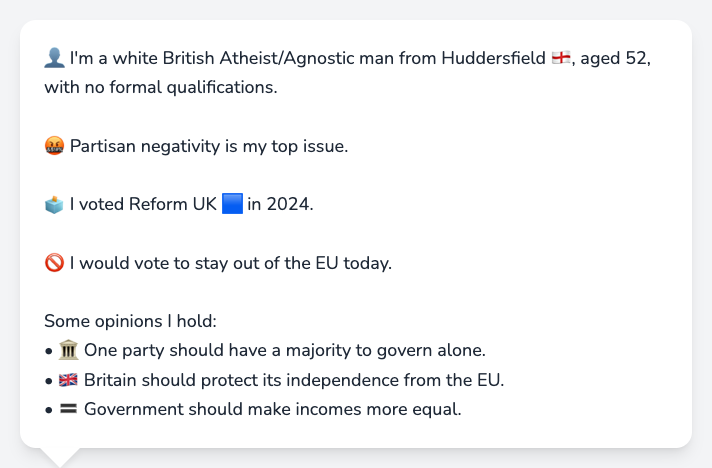 👤 I'm a white British Atheist/Agnostic man from Huddersfield 🏴󠁧󠁢󠁥󠁮󠁧󠁿, aged 52,
with no formal qualifications.
🤬 Partisan negativity is my top issue.
🗳️ I voted Reform UK 🟦 in 2024.
🚫 I would vote to stay out of the EU today.
Some opinions I hold:
• 🏛️ One party should have a majority to govern alone.
• 🇬🇧 Britain should protect its independence from the EU.
• 🟰 Government should make incomes more equal.